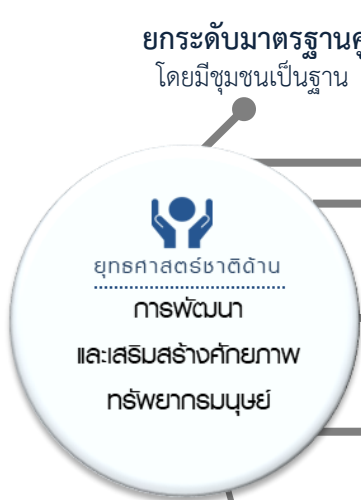 ยกระดับมาตรฐาน
โดยมีชุมชนเป็นฐาน
ยุทธศาสตร์ชาติด้าน
การพัฒนา
และเสริมสร้างศักยภาพ
ทรัพยากรมนุษย์